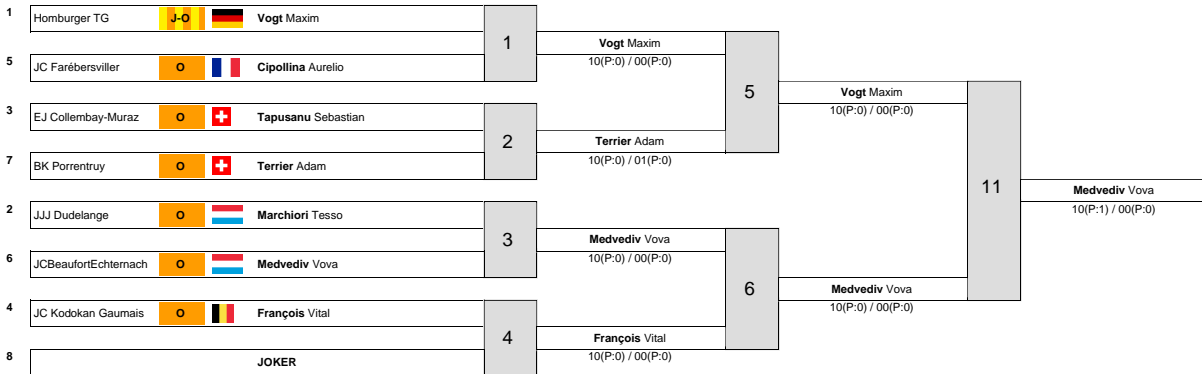 1 Homburger TG J-O Vogt Maxim
1
Vogt Maxim
10(P:0) / 00(P:0)
5 JC Farébersviller O Cipollina Aurelio
5
Vogt Maxim
10(P:0) / 00(P:0)
3 EJ Collembay-Muraz O Tapusanu Sebastian
2
Terrier Adam
10(P:0) / 01(P:0)
7 BK Porrentruy O Terrier Adam
11
Medvediv Vova
10(P:1) / 00(P:0)
2 JJJ Dudelange O Marchiori Tesso
3
Medvediv Vova
10(P:0) / 00(P:0)
6 JCBeaufortEchternach O Medvediv Vova
6
Medvediv Vova
10(P:0) / 00(P:0)
4 JC Kodokan Gaumais O François Vital
4
François Vital
10(P:0) / 00(P:0)
8 JOKER